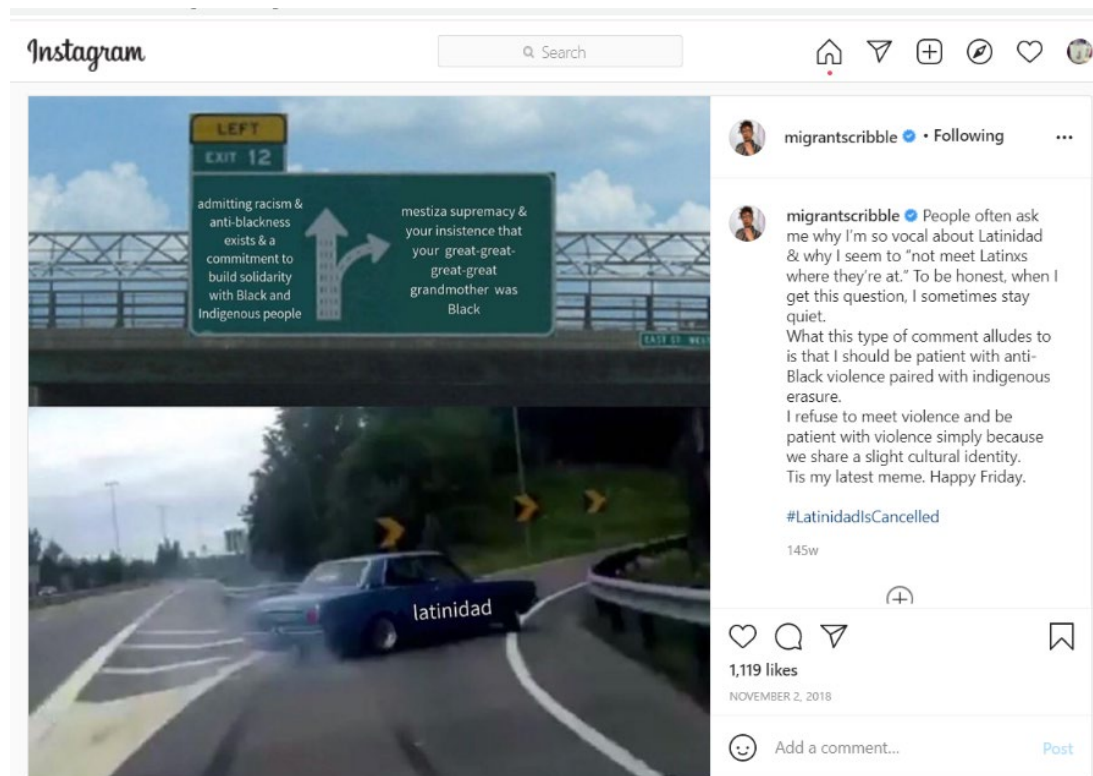 Instagram
Search
LEFT
EXIT 12
admitting racism &
anti-blackness
exists & a
commitment to
build solidarity
with Black and
Indigenous people
mestiza supremacy &
your insistence that
your great-great-
great-great
grandmother was
Black
EAST ST
latinidad
migrantscribble • Following
migrantscribble People often ask
me why I'm so vocal about Latinidad
& why I seem to "not meet Latinxs
where they're at." To be honest, when I
get this question, I sometimes stay
quiet.
What this type of comment alludes to
is that I should be patient with anti-
Black violence paired with indigenous
erasure.
I refuse to meet violence and be
patient with violence simply because
we share a slight cultural identity.
Tis my latest meme. Happy Friday.
#LatinidadIsCancelled
145w
1,119 likes
NOVEMBER 2, 2018
Add a comment... Post